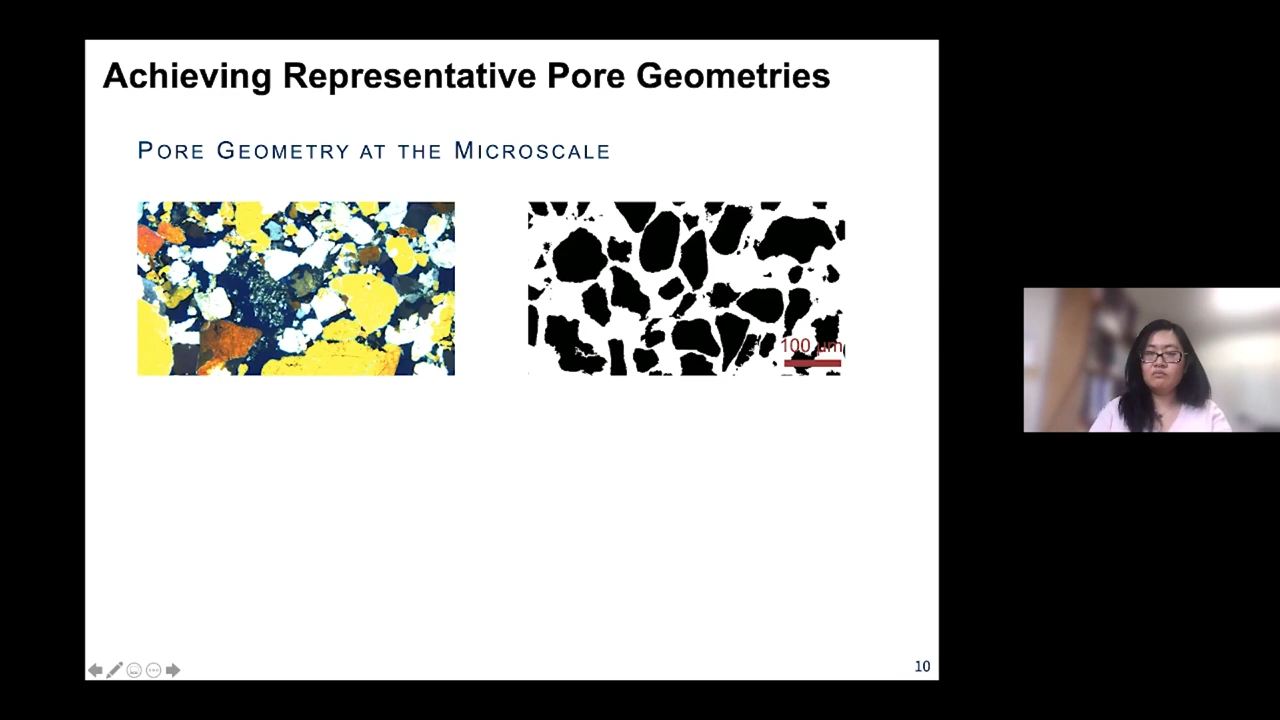 Achieving Representative Pore Geometries
PORE GEOMETRY AT THE MICROSCALE
100 µm
10